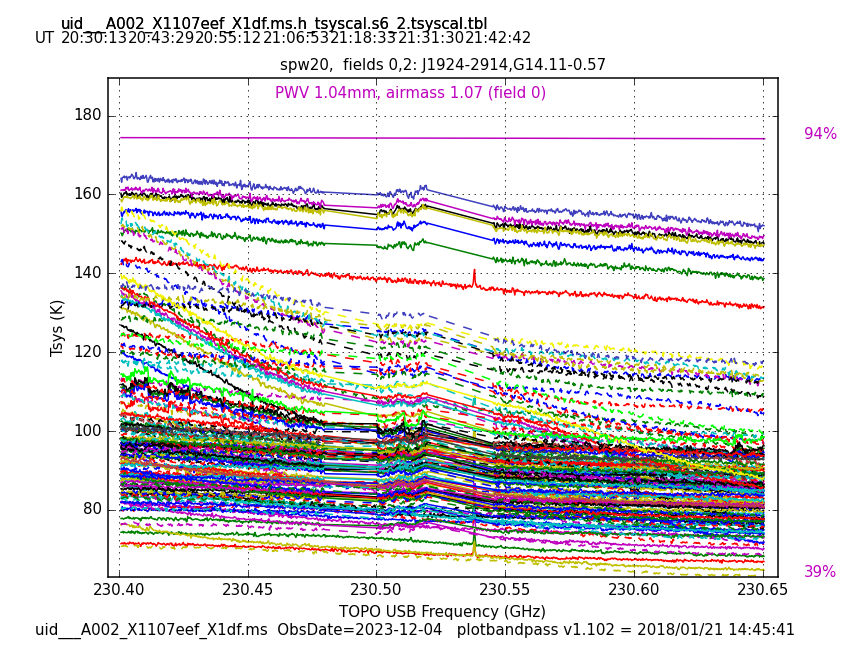 uid___A002_X1107eef_X1df.ms.h_tsyscal.s6_2.tsyscal.tbl
UT 20:30:13 20:43:29 20:55:12 21:06:53 21:18:33 21:31:30 21:42:42
spw20, fields 0,2: J1924-2914,G14.11-0.57
PWV 1.04mm, airmass 1.07 (field 0)
94%
180
160
140
120
100
80
Tsys (K)
39%
230.40 230.45 230.50 230.55 230.60 230.65
TOPO USB Frequency (GHz)
uid___A002_X1107eef_X1df.ms ObsDate=2023-12-04 plotbandpass v1.102 = 2018/01/21 14:45:41